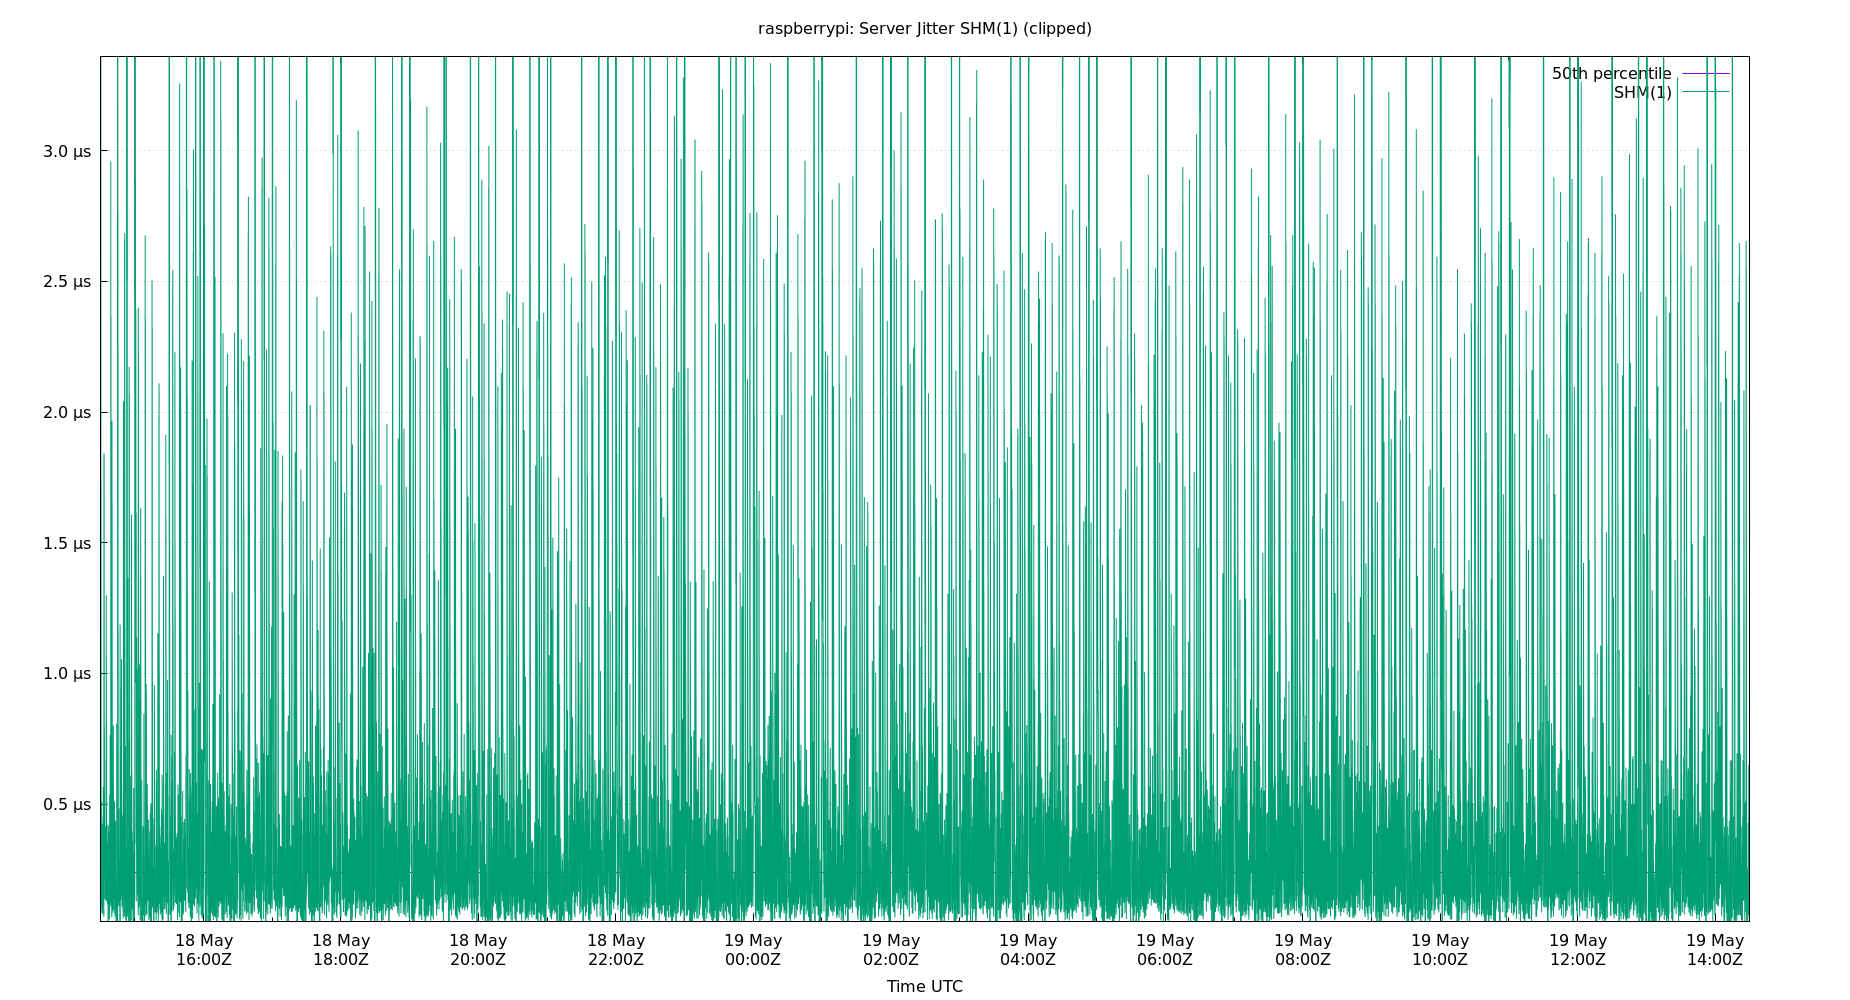 raspberrypi: Server Jitter SHM(1) (clipped)
50th percentile
SHM(1)
3.0 µs
2.5 µs
2.0 µs
1.5 µs
1.0 µs
0.5 µs
18 May 18 May 18 May 18 May 19 May 19 May 19 May 19 May 19 May 19 May 19 May 19 May
16:00Z 18:00Z 20:00Z 22:00Z 00:00Z 02:00Z 04:00Z 06:00Z 08:00Z 10:00Z 12:00Z 14:00Z
Time UTC